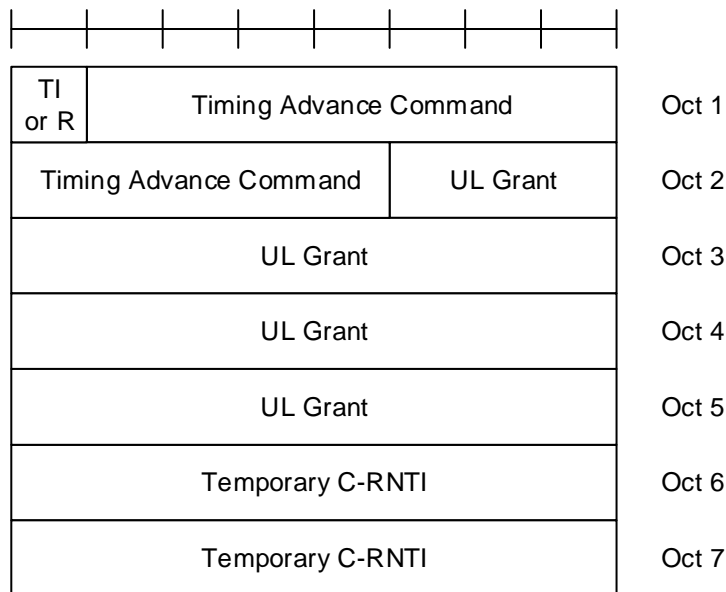 TI
or R
Timing Advance Command
Oct 1
Timing Advance Command
UL Grant
Oct 2
UL Grant
Oct 3
UL Grant
Oct 4
UL Grant
Oct 5
Temporary C-RNTI
Oct 6
Temporary C-RNTI
Oct 7